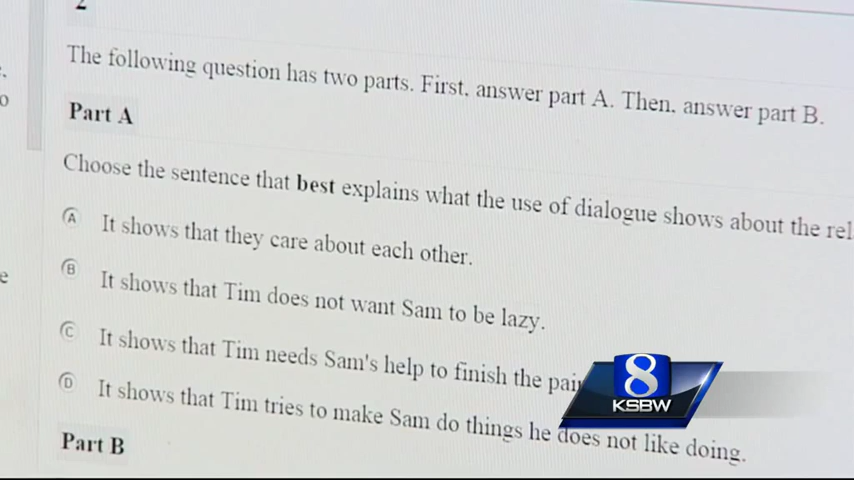 2
The following question has two parts. First, answer part A. Then, answer part B.
Part A
Choose the sentence that best explains what the use of dialogue shows about the
A It shows that they care about each other.
B It shows that Tim does not want Sam to be lazy.
C It shows that Tim needs Sam's help to finish the
D It shows that Tim tries to make Sam do things he does not like doing.
8
KSBW
Part B